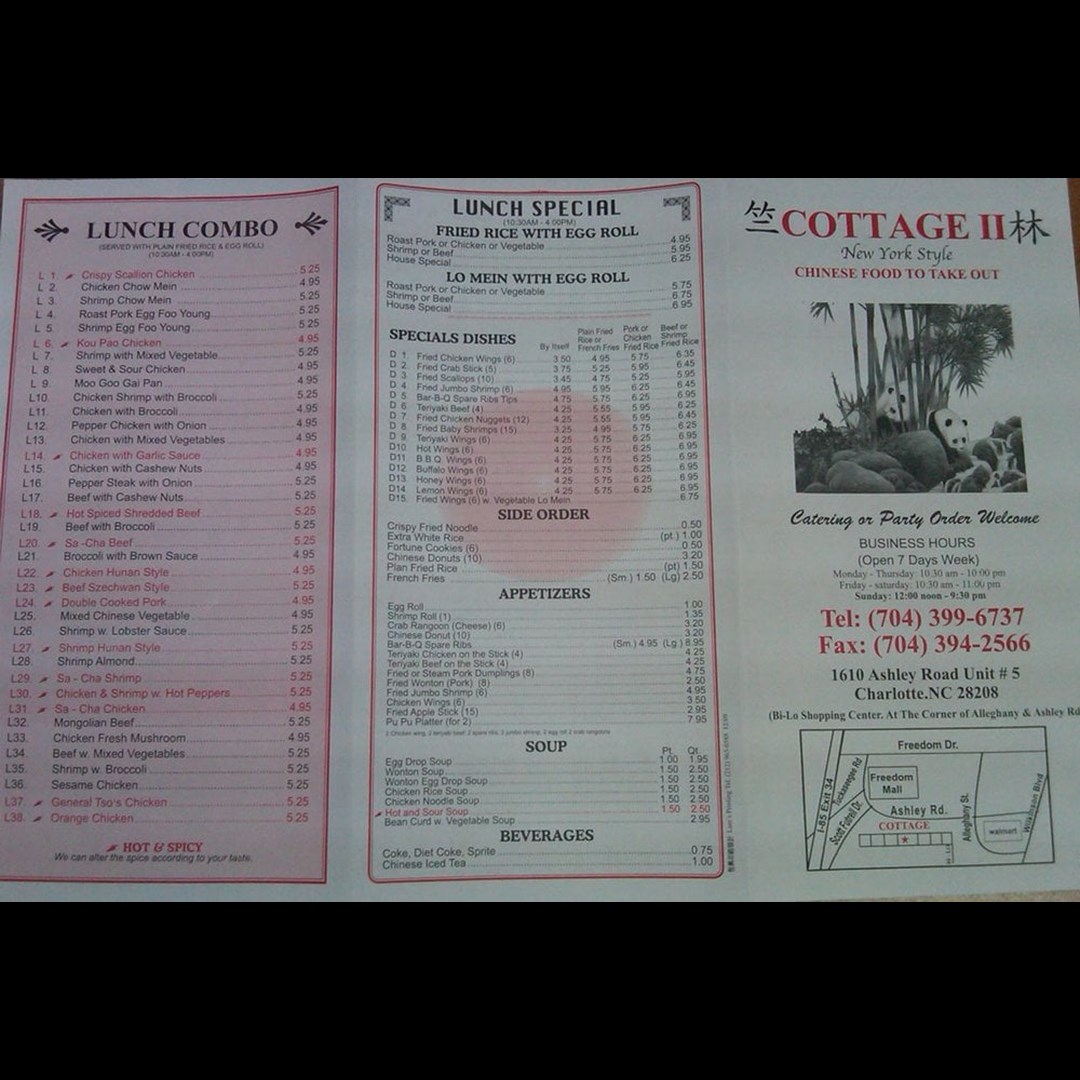 LUNCH COMBO
(SERVED WITH PLAIN FRIED RICE & EGG ROLL)
(10:30AM - 4:00PM)
L 1. Crispy Scallion Chicken 5.25
L 2. Chicken Chow Mein 4.95
L 3. Shrimp Chow Mein 5.25
L 4. Roast Pork Egg Foo Young 5.25
L 5. Shrimp Egg Foo Young 5.25
L 6. Kou Pao Chicken 4.95
L 7. Shrimp with Mixed Vegetable 5.25
L 8. Sweet & Sour Chicken 4.95
L 9. Moo Goo Gai Pan 4.95
L10. Chicken Shrimp with Broccoli 5.25
L11. Chicken with Broccoli 4.95
L12. Pepper Chicken with Onion 4.95
L13. Chicken with Mixed Vegetables 4.95
L14. Chicken with Garlic Sauce 4.95
L15. Chicken with Cashew Nuts 4.95
L16. Pepper Steak with Onion 5.25
L17. Beef with Cashew Nuts 5.25
L18. Hot Spiced Shredded Beef 5.25
L19. Beef with Broccoli 5.25
L20. Sa -Cha Beef 5.25
L21. Broccoli with Brown Sauce 4.95
L22. Chicken Hunan Style 4.95
L23. Beef Szechwan Style 5.25
L24. Double Cooked Pork 4.95
L25. Mixed Chinese Vegetable 4.95
L26. Shrimp w. Lobster Sauce 5.25
L27. Shrimp Hunan Style 5.25
L28. Shrimp Almond 5.25
L29. Sa - Cha Shrimp 5.25
L30. Chicken & Shrimp w. Hot Peppers 5.25
L31. Sa - Cha Chicken 4.95
L32. Mongolian Beef 5.25
L33. Chicken Fresh Mushroom 4.95
L34. Beef w. Mixed Vegetables 5.25
L35. Shrimp w. Broccoli 5.25
L36. Sesame Chicken 5.25
L37. General Tso's Chicken 5.25
L38. Orange Chicken 5.25
HOT & SPICY
We can alter the spice according to your taste.
LUNCH SPECIAL
(10:30AM - 4:00PM)
FRIED RICE WITH EGG ROLL
Roast Pork or Chicken or Vegetable 4.95
Shrimp or Beef 5.95
House Special 6.25
LO MEIN WITH EGG ROLL
Roast Pork or Chicken or Vegetable 5.75
Shrimp or Beef 6.75
House Special 6.95
SPECIALS DISHES By Itself Plain Fried Rice or French Fries Pork or Chicken Fried Rice Beef or Shrimp Fried Rice
D 1. Fried Chicken Wings (6) 3.50 4.95 5.75 6.35
D 2. Fried Crab Stick (5) 3.75 5.25 5.95 6.45
D 3. Fried Scallops (10) 3.45 4.75 5.25 5.95
D 4. Fried Jumbo Shrimp (6) 4.95 5.95 6.25 6.45
D 5. Bar-B-Q Spare Ribs Tips 4.75 5.75 5.95 6.25
D 6. Teriyaki Beef (4) 4.25 5.55 6.25 6.95
D 7. Fried Chicken Nuggets (12) 4.25 5.55 5.95 6.45
D 8. Fried Baby Shrimps (15) 3.25 4.95 5.75 6.25
D 9. Teriyaki Wings (6) 4.25 5.75 6.25 6.95
D10. Hot Wings (6) 4.25 5.75 6.25 6.95
D11. B.B.Q. Wings (6) 4.25 5.75 6.25 6.95
D12. Buffalo Wings (6) 4.25 5.75 6.25 6.95
D13. Honey Wings (6) 4.25 5.75 6.25 6.95
D14. Lemon Wings (6) 4.25 5.75 6.25 6.95
D15. Fried Wings (6) w. Vegetable Lo Mein 6.75
SIDE ORDER
Crispy Fried Noodle 0.50
Extra White Rice (pt.) 1.00
Fortune Cookies (6) 0.50
Chinese Donuts (10) 3.20
Plan Fried Rice (pt) 1.50
French Fries (Sm.) 1.50 (Lg) 2.50
APPETIZERS
Egg Roll 1.00
Shrimp Roll (1) 1.35
Crab Rangoon (Cheese) (6) 3.20
Chinese Donut (10) 3.20
Bar-B-Q Spare Ribs (Sm.) 4.95 (Lg.) 8.95
Teriyaki Chicken on the Stick (4) 4.25
Teriyaki Beef on the Stick (4) 4.25
Fried or Steam Pork Dumplings (8) 4.75
Fried Wonton (Pork) (8) 2.50
Fried Jumbo Shrimp (6) 4.95
Chicken Wings (6) 3.50
Fried Apple Stick (15) 2.95
Pu Pu Platter (for 2) 7.95
SOUP
Pt. Qt.
Egg Drop Soup 1.00 1.95
Wonton Soup 1.50 2.50
Wonton Egg Drop Soup 1.50 2.50
Chicken Rice Soup 1.50 2.50
Chicken Noodle Soup 1.50 2.50
Hot and Sour Soup 1.50 2.50
Bean Curd w. Vegetable Soup 2.95
BEVERAGES
Coke, Diet Coke, Sprite 0.75
Chinese Iced Tea 1.00
竺COTTAGE II林
New York Style
CHINESE FOOD TO TAKE OUT
Catering or Party Order Welcome
BUSINESS HOURS
(Open 7 Days Week)
Monday - Thursday: 10:30 am - 10:00 pm
Friday - saturday: 10:30 am - 11:00 pm
Sunday: 12:00 noon - 9:30 pm
Tel: (704) 399-6737
Fax: (704) 394-2566
1610 Ashley Road Unit # 5
Charlotte.NC 28208
(Bi-Lo Shopping Center. At The Corner of Alleghany & Ashley Rd
Freedom Dr.
I-85 Exit 34
Tuckaseegee Rd
Scott Futrell Dr.
Freedom
Mall
Ashley Rd.
COTTAGE
Alleghany St.
walmart
Wilkinson Blvd